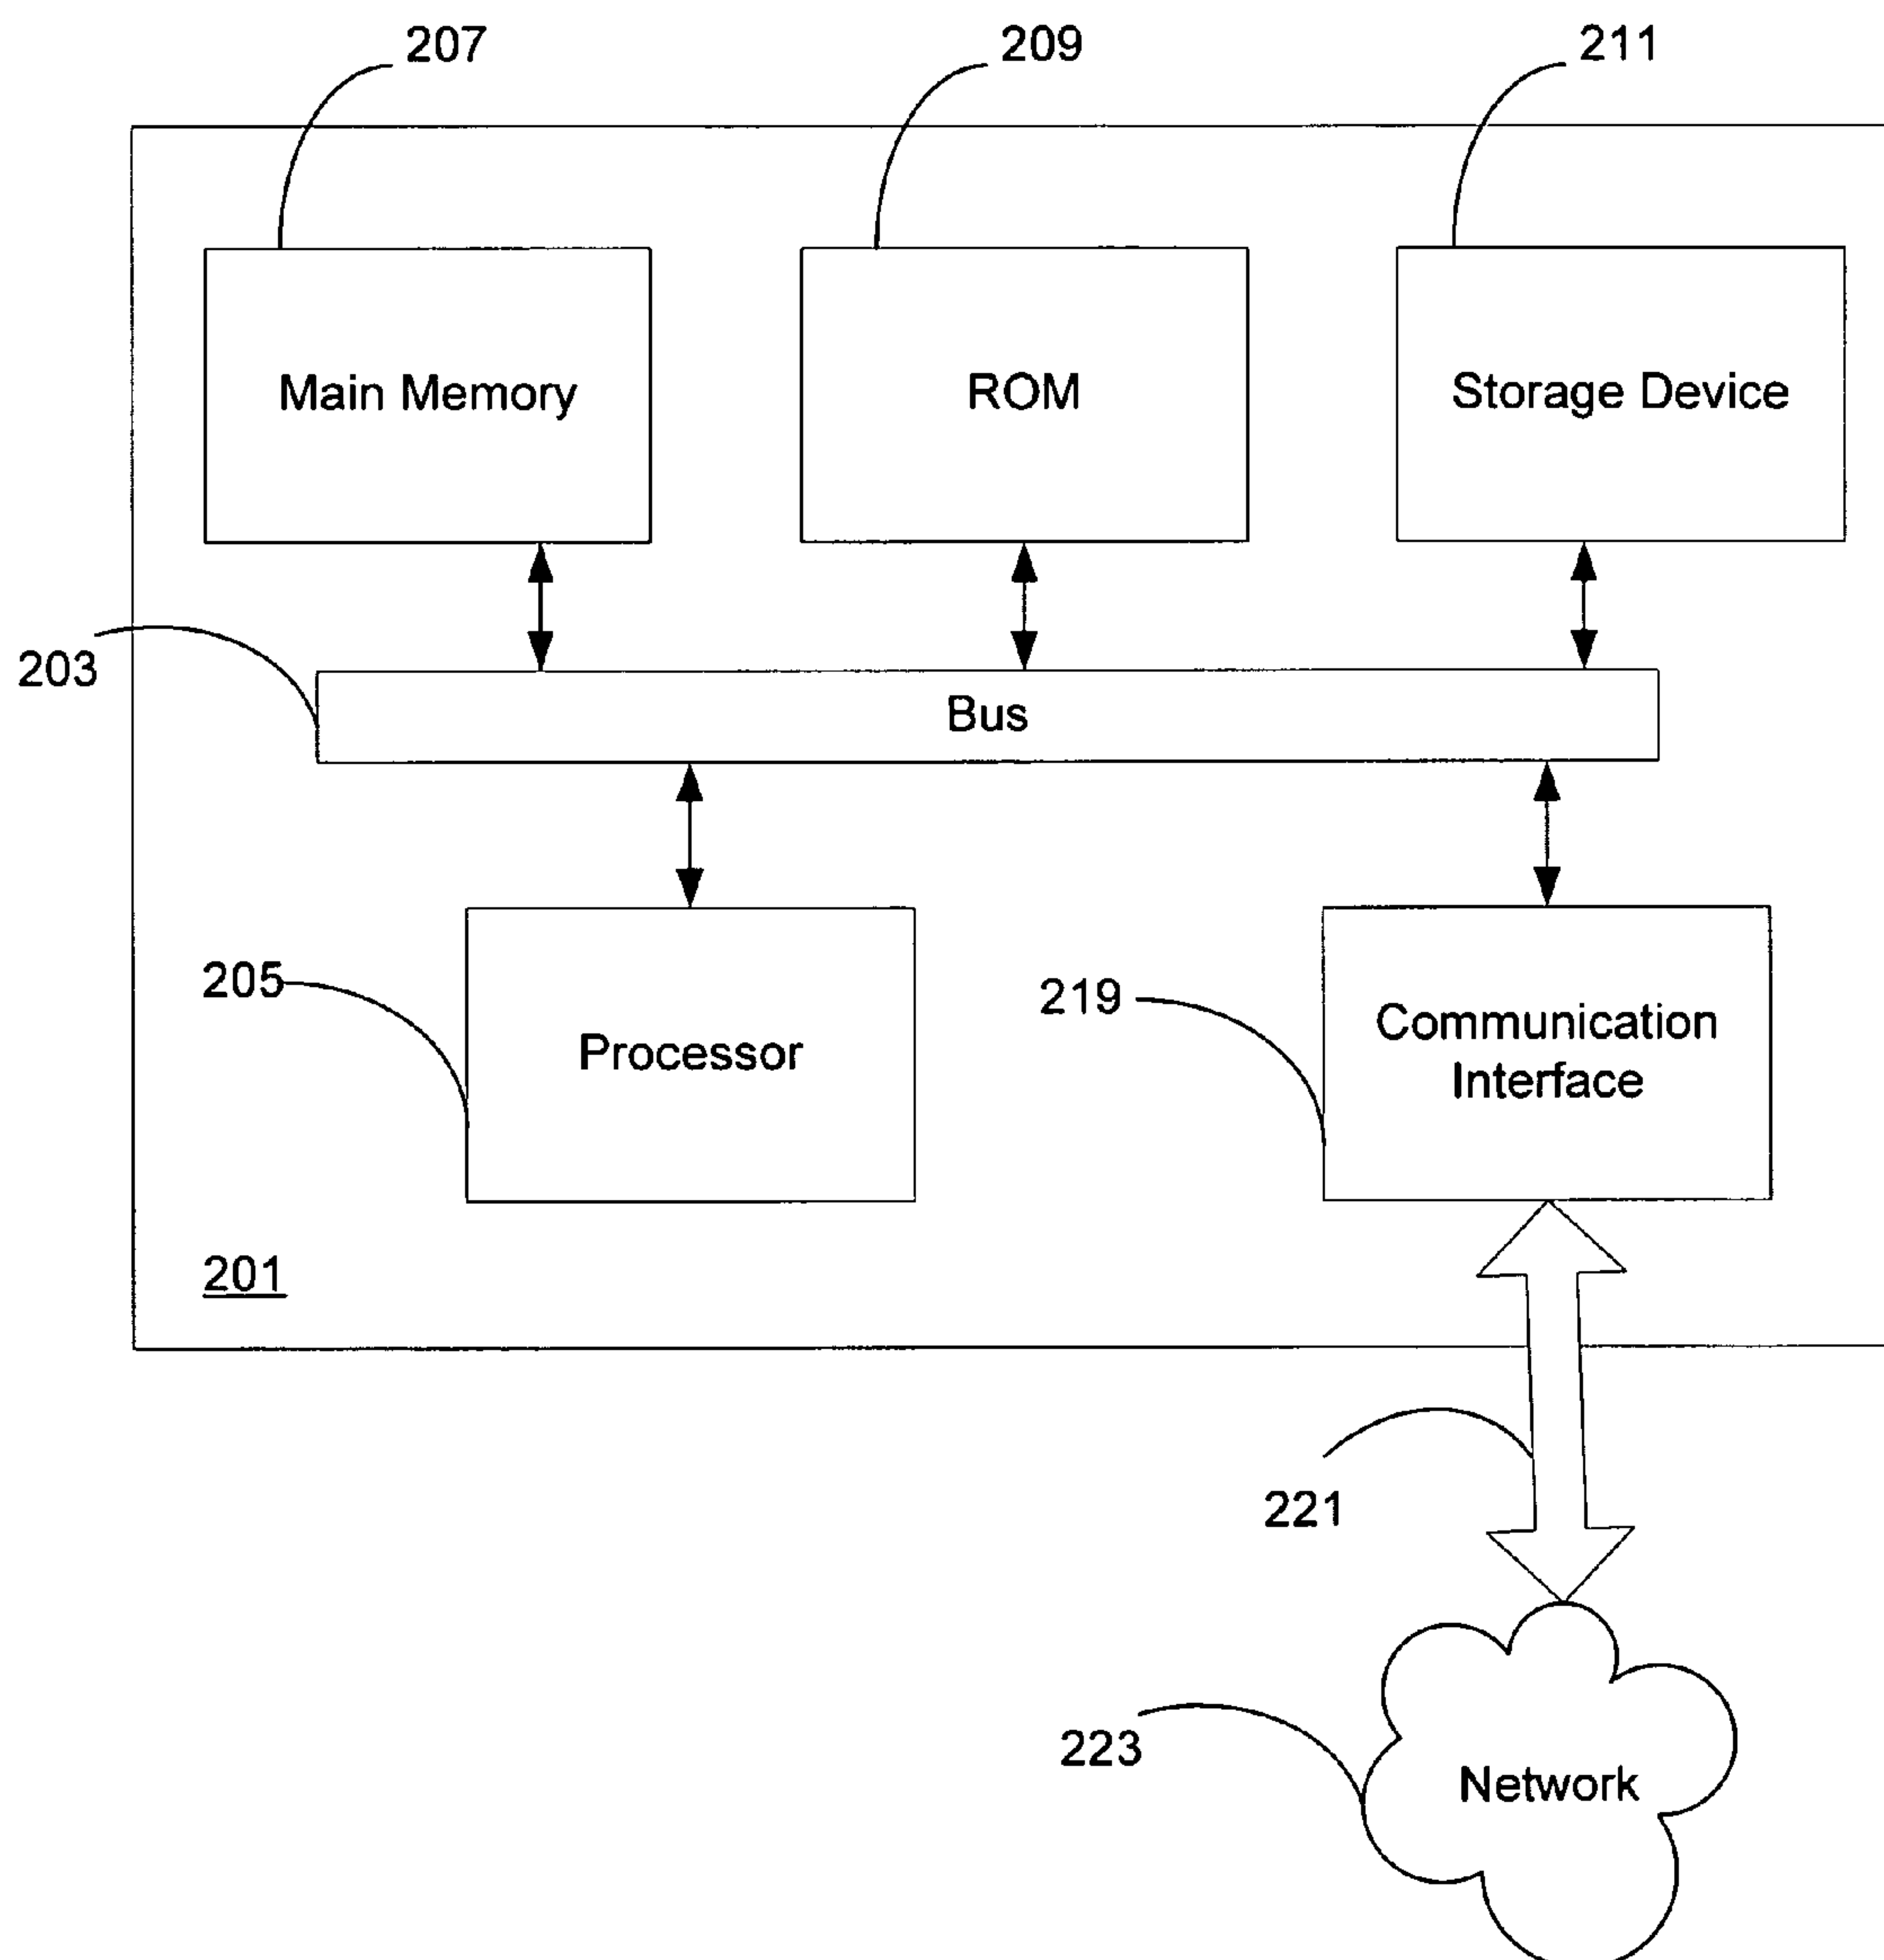 207
209
211
Main Memory
ROM
Storage Device
203
Bus
205
Processor
219
Communication
Interface
201
221
223
Network